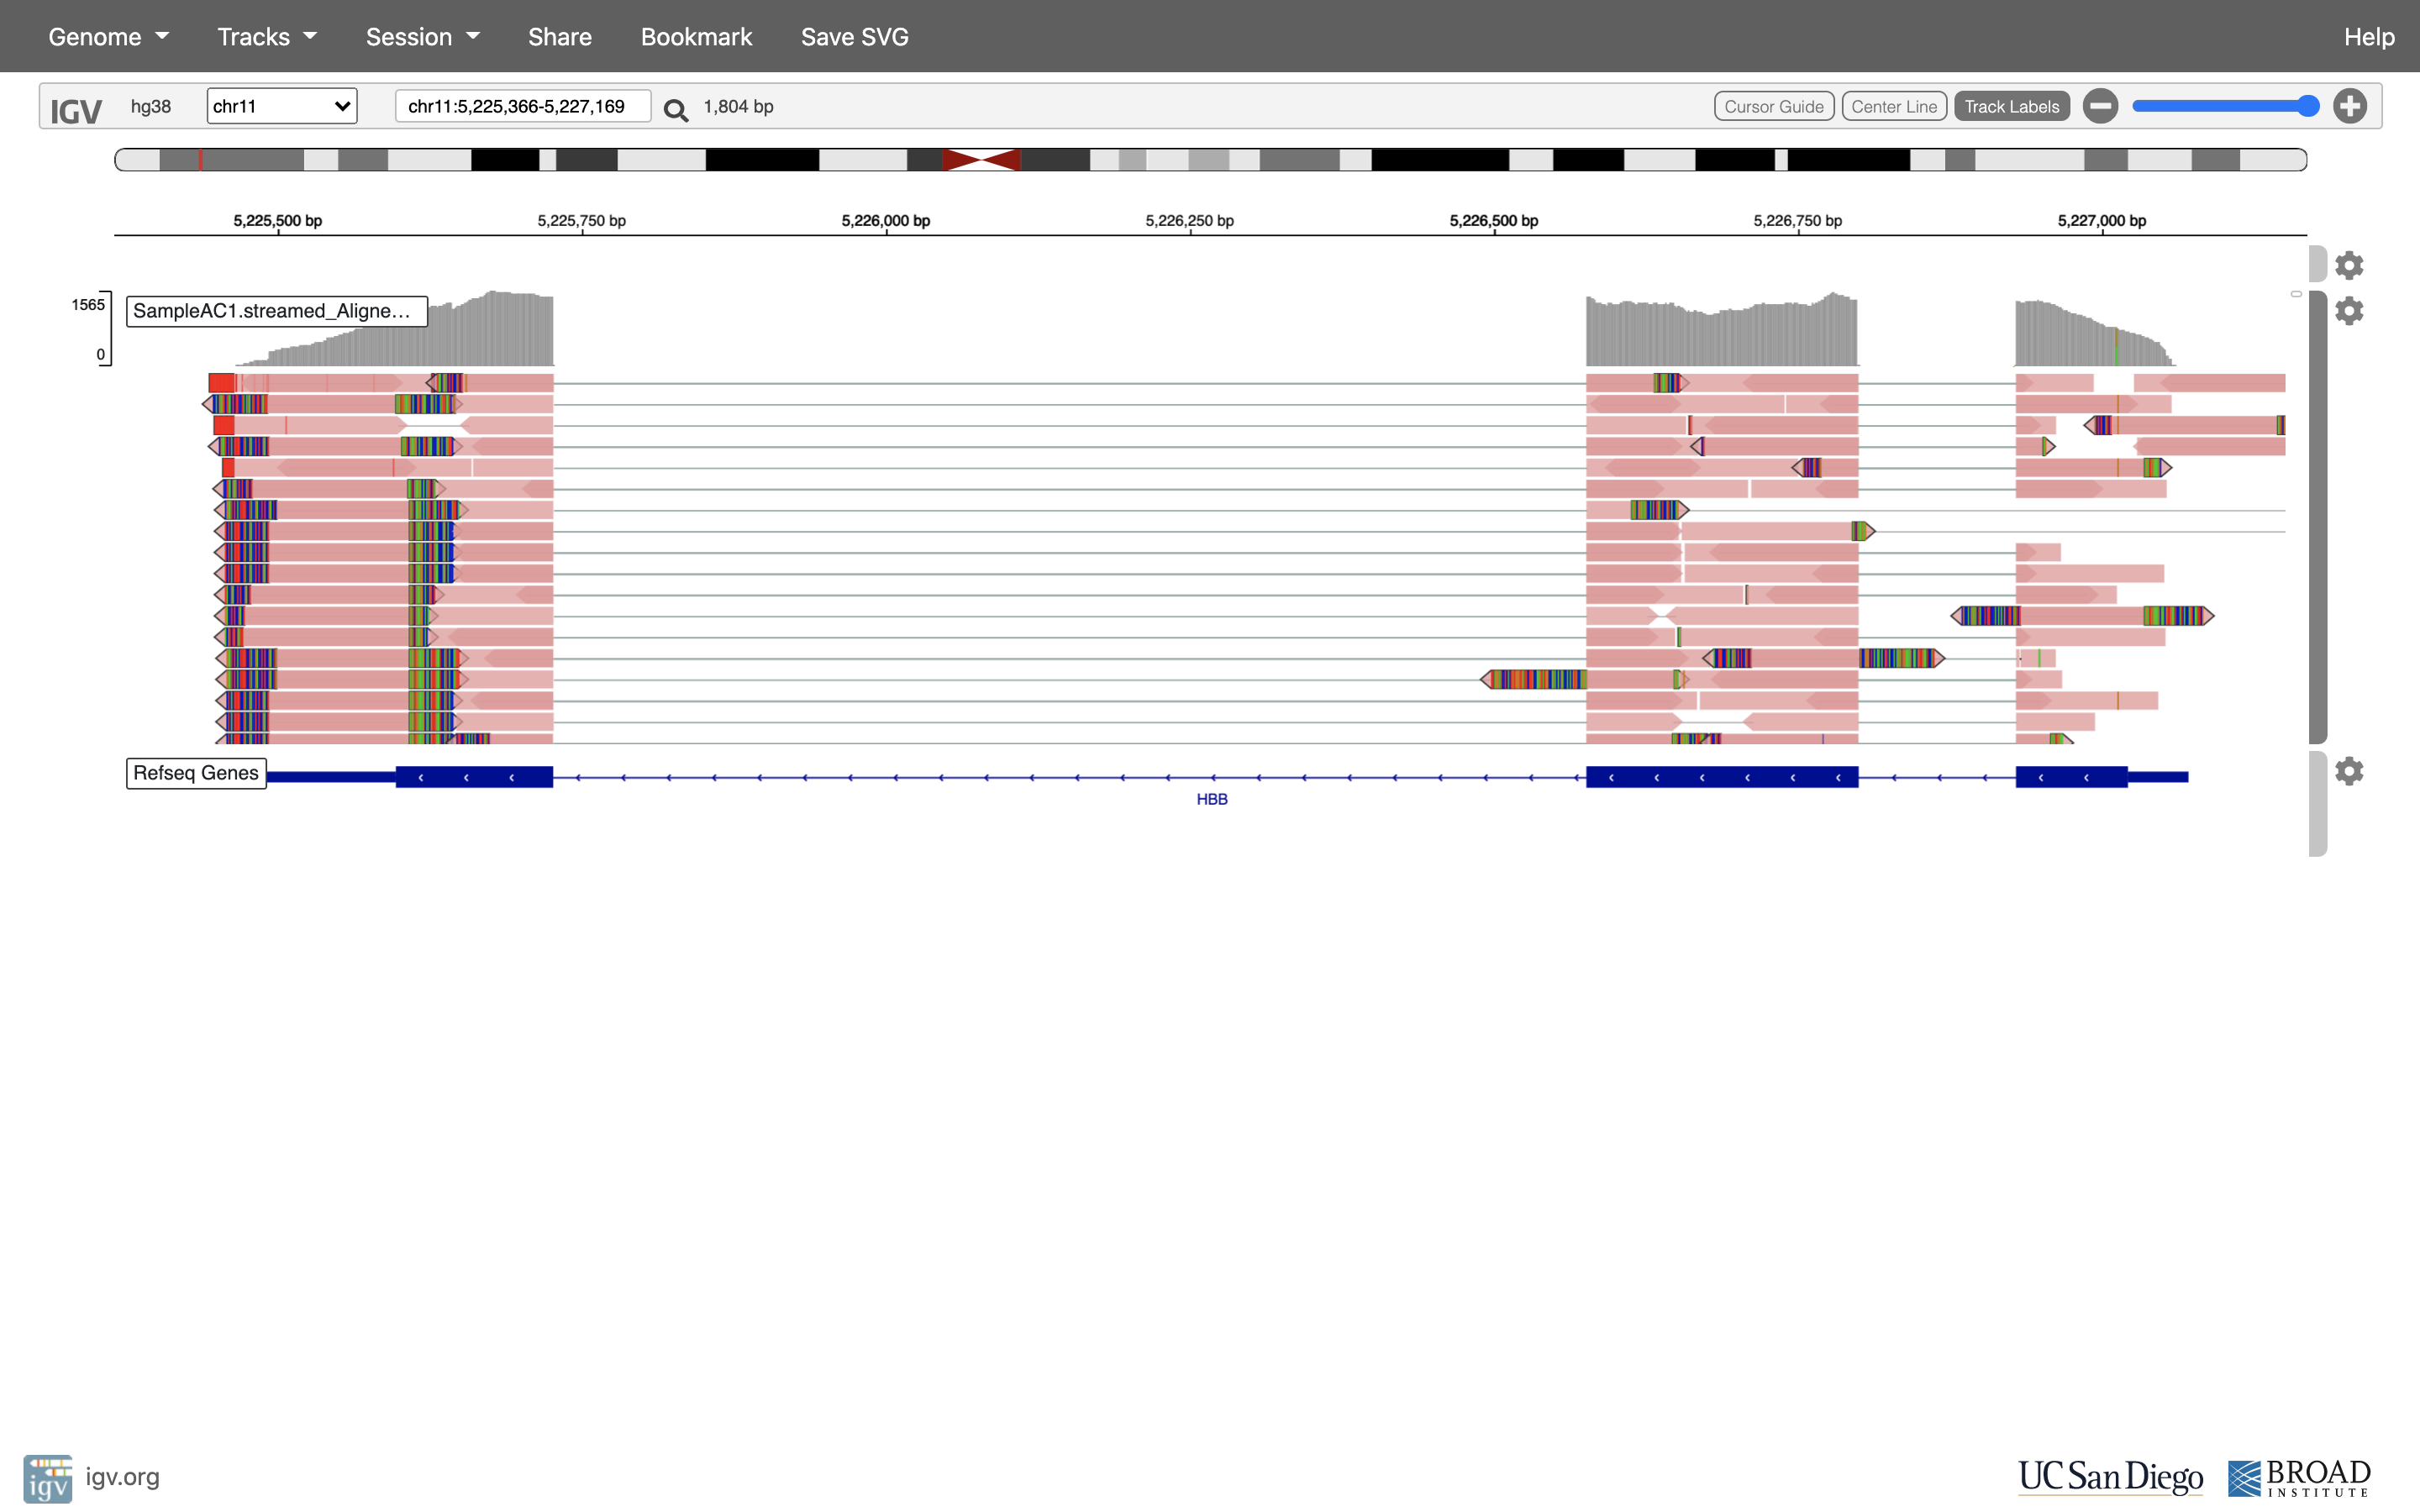 Genome Tracks Session Share Bookmark Save SVG Help
IGV hg38 chr11 chr11:5,225,366-5,227,169 1,804 bp Cursor Guide Center Line Track Labels
5,225,500 bp 5,225,750 bp 5,226,000 bp 5,226,250 bp 5,226,500 bp 5,226,750 bp 5,227,000 bp
1565
SampleAC1.streamed_Aligne...
0
Refseq Genes
HBB
igv igv.org
UC San Diego
BROAD
INSTITUTE